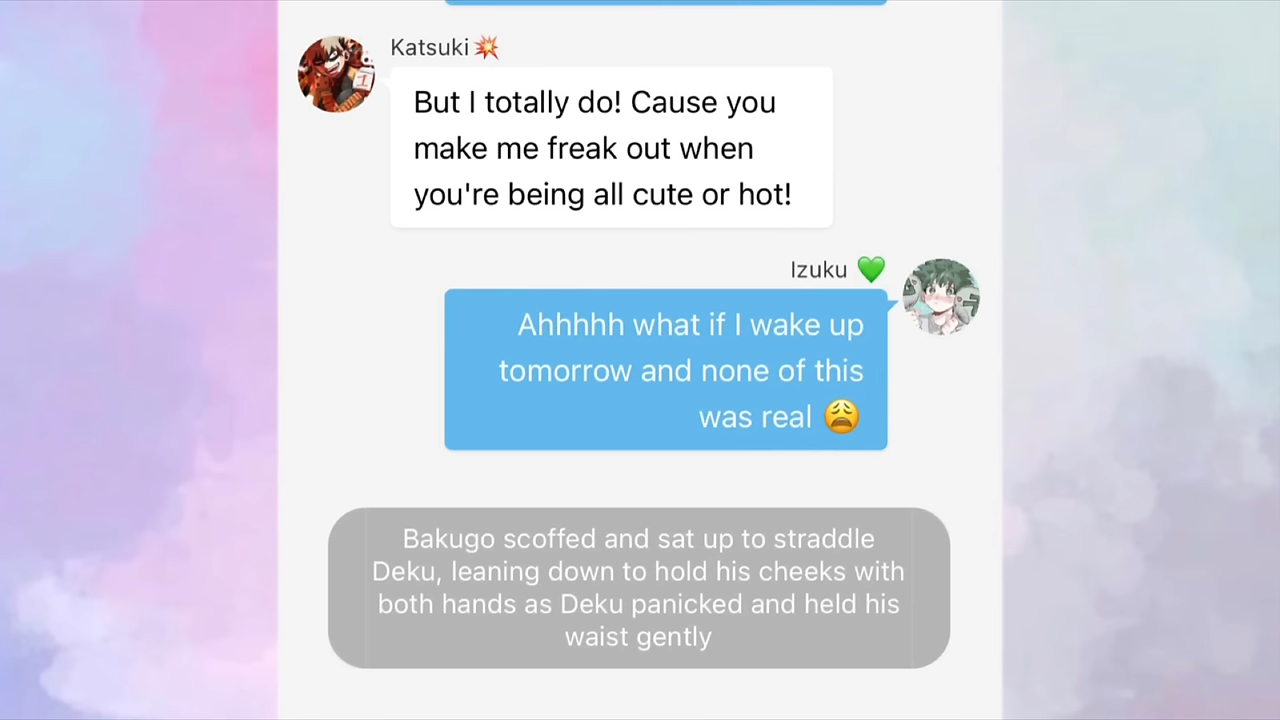 Katsuki💥
But I totally do! Cause you
make me freak out when
you're being all cute or hot!
Izuku 💚
Ahhhhh what if I wake up
tomorrow and none of this
was real 😩
Bakugo scoffed and sat up to straddle
Deku, leaning down to hold his cheeks with
both hands as Deku panicked and held his
waist gently